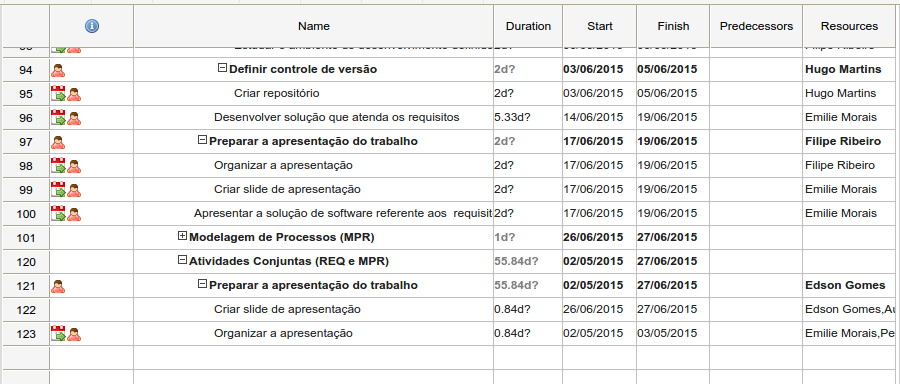 Name Duration Start Finish Predecessors Resources
94 Definir controle de versão 2d? 03/06/2015 05/06/2015 Hugo Martins
95 Criar repositório 2d? 03/06/2015 05/06/2015 Hugo Martins
96 Desenvolver solução que atenda os requisitos 5.33d? 14/06/2015 19/06/2015 Emilie Morais
97 Preparar a apresentação do trabalho 2d? 17/06/2015 19/06/2015 Filipe Ribeiro
98 Organizar a apresentação 2d? 17/06/2015 19/06/2015 Filipe Ribeiro
99 Criar slide de apresentação 2d? 17/06/2015 19/06/2015 Emilie Morais
100 Apresentar a solução de software referente aos requisit 2d? 17/06/2015 19/06/2015 Emilie Morais
101 Modelagem de Processos (MPR) 1d? 26/06/2015 27/06/2015
120 Atividades Conjuntas (REQ e MPR) 55.84d? 02/05/2015 27/06/2015
121 Preparar a apresentação do trabalho 55.84d? 02/05/2015 27/06/2015 Edson Gomes
122 Criar slide de apresentação 0.84d? 26/06/2015 27/06/2015 Edson Gomes,Au
123 Organizar a apresentação 0.84d? 02/05/2015 03/05/2015 Emilie Morais,Pe